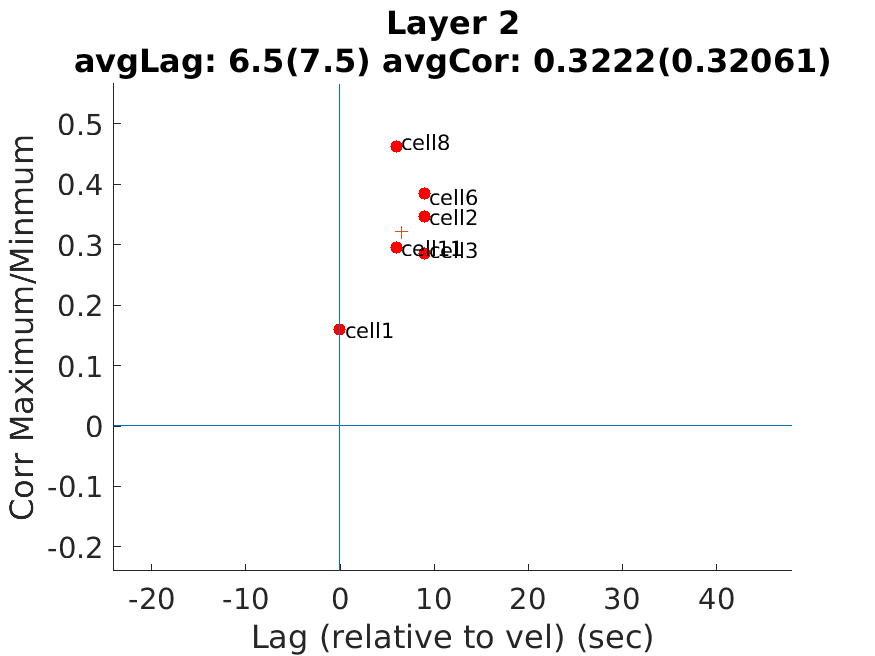 Layer 2
avgLag: 6.5(7.5) avgCor: 0.3222(0.32061)
Corr Maximum/Minmum
0.5
0.4
0.3
0.2
0.1
0
-0.1
-0.2
cell8
cell6
cell2
cell11
cell3
cell1
-20
-10
0
10
20
30
40
Lag (relative to vel) (sec)